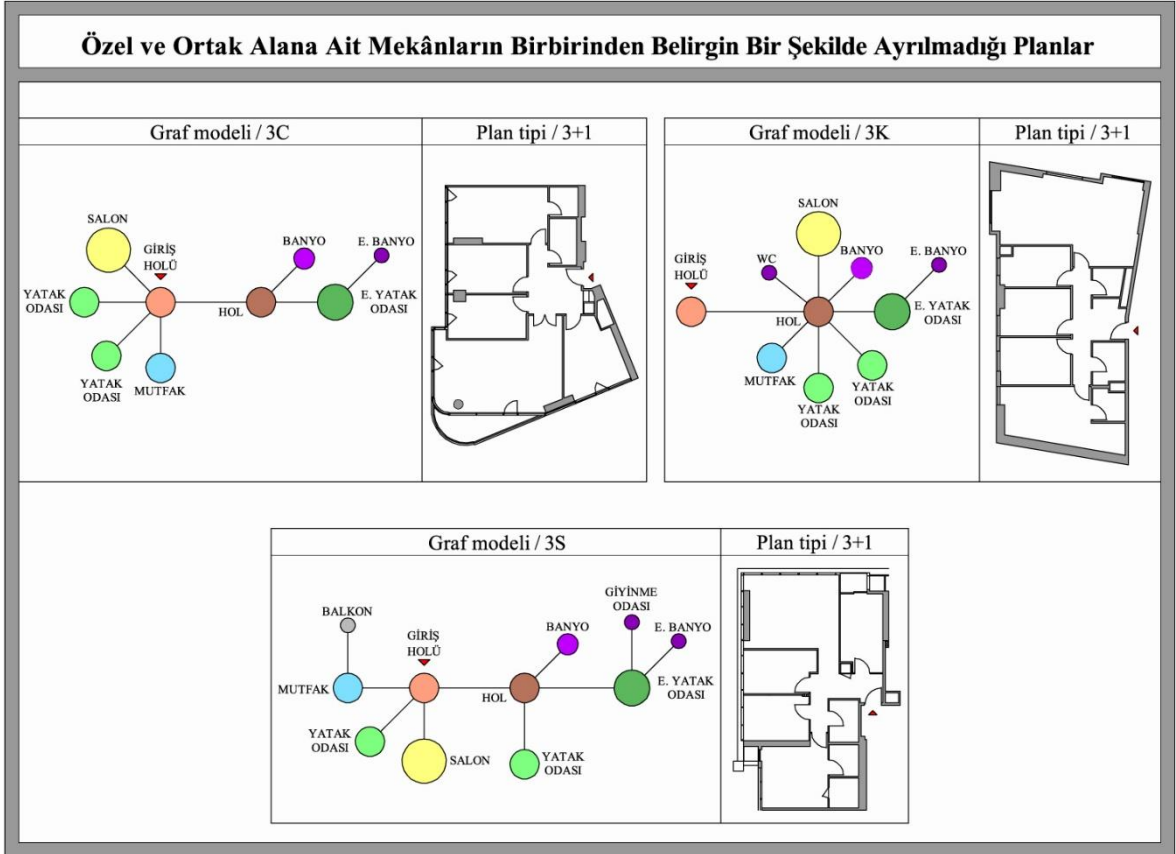 Özel ve Ortak Alana Ait Mekânların Birbirinden Belirgin Bir Şekilde Ayrılmadığı Planlar
Graf modeli / 3C
Plan tipi / 3+1
SALON
GİRİŞ
HOLÜ
BANYO
E. BANYO
YATAK
ODASI
HOL
E. YATAK
ODASI
YATAK
ODASI
MUTFAK
Graf modeli / 3K
Plan tipi / 3+1
SALON
GİRİŞ
HOLÜ
WC
BANYO
E. BANYO
HOL
E. YATAK
ODASI
MUTFAK
YATAK
ODASI
YATAK
ODASI
Graf modeli / 3S
Plan tipi / 3+1
BALKON
GİRİŞ
HOLÜ
BANYO
GİYİNME
ODASI
E. BANYO
MUTFAK
HOL
E. YATAK
ODASI
YATAK
ODASI
SALON
YATAK
ODASI